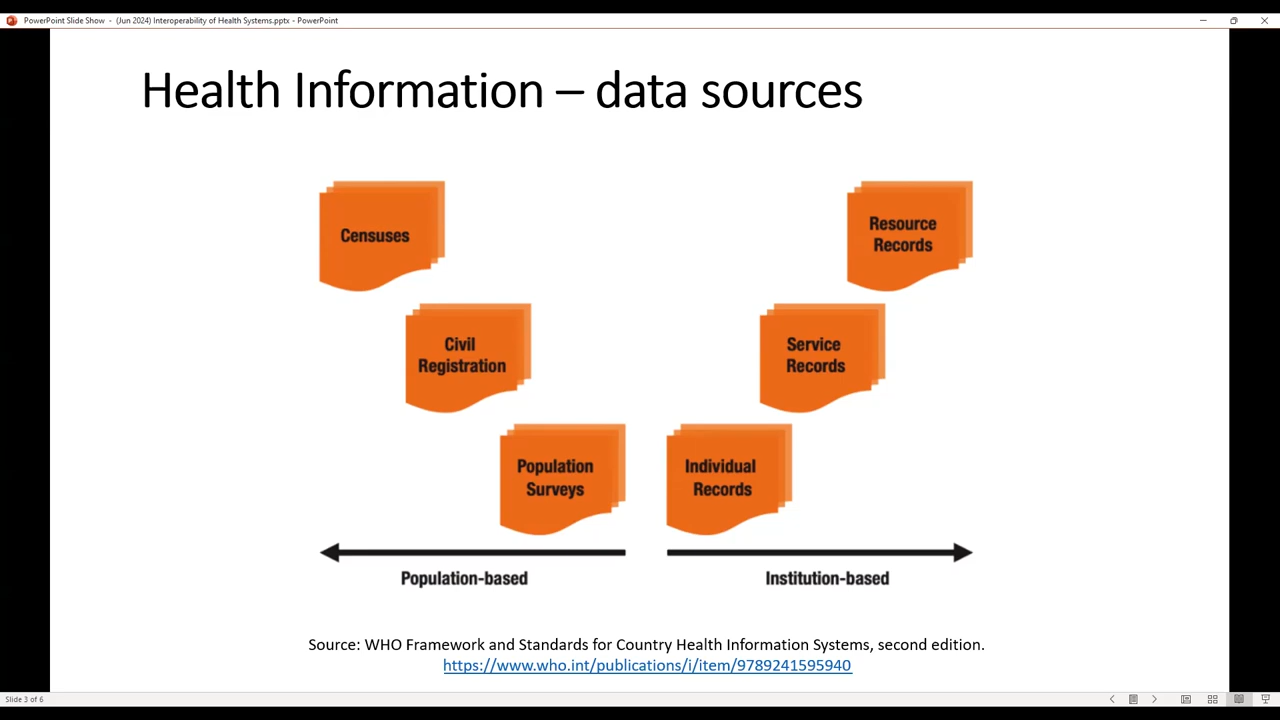 PowerPoint Slide Show - (Jun 2024) Interoperability of Health Systems.pptx - PowerPoint
Health Information – data sources
Censuses
Resource
Records
Civil
Registration
Service
Records
Population
Surveys
Individual
Records
Population-based
Institution-based
Source: WHO Framework and Standards for Country Health Information Systems, second edition.
https://www.who.int/publications/i/item/9789241595940
Slide 3 of 6